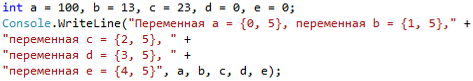 int a = 100, b = 13, c = 23, d = 0, e = 0;
Console.WriteLine("Переменная a = {0, 5}, переменная b = {1, 5}," +
"переменная c = {2, 5}, " +
"переменная d = {3, 5}, " +
"переменная e = {4, 5}", a, b, c, d, e);